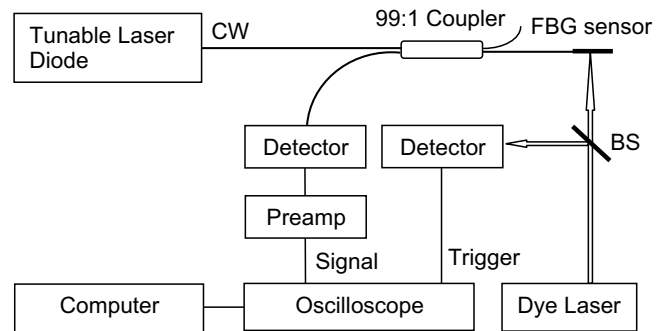 99:1 Coupler
FBG sensor
Tunable Laser
Diode
CW
Detector
Detector
BS
Preamp
Signal
Trigger
Computer
Oscilloscope
Dye Laser